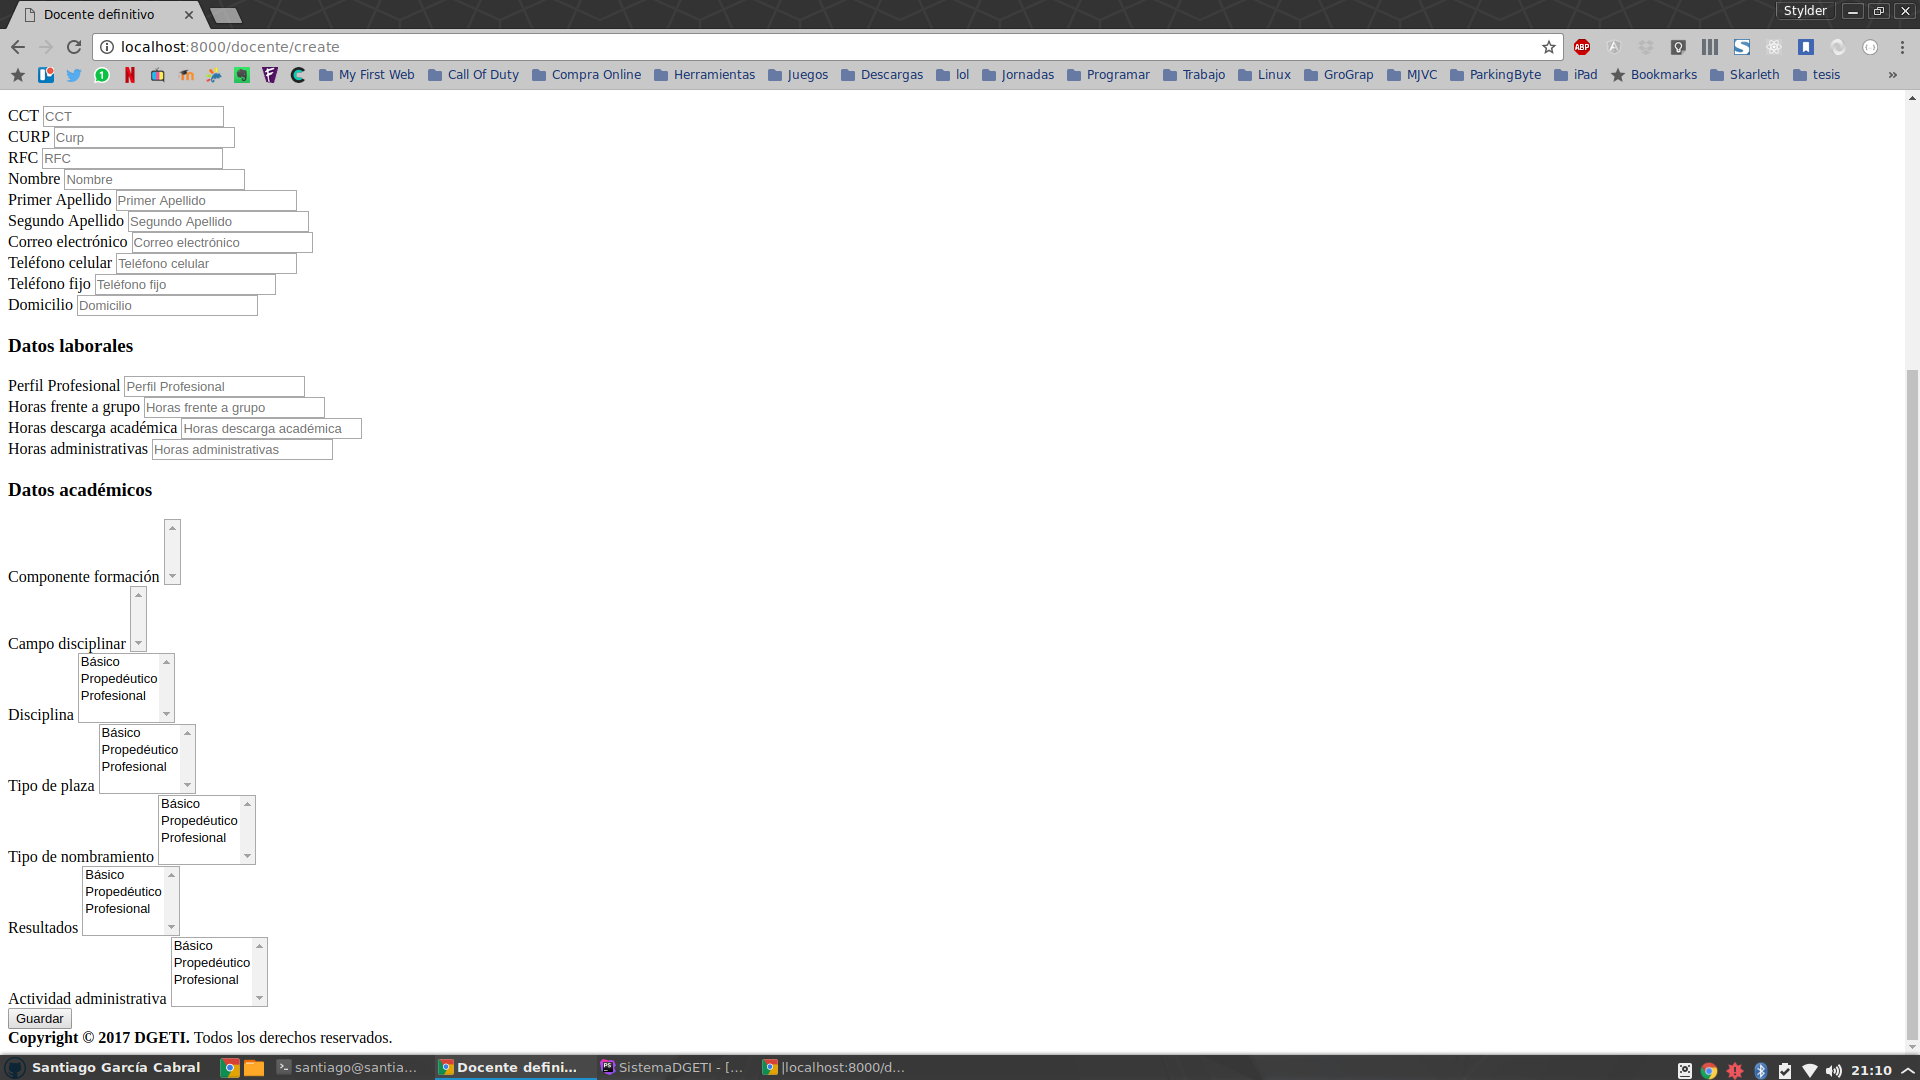 Docente definitivo
Stylder
localhost:8000/docente/create
ABP
My First Web Call Of Duty Compra Online Herramientas Juegos Descargas lol Jornadas Programar Trabajo Linux GroGrap MJVC ParkingByte iPad Bookmarks Skarleth tesis »
CCT CCT
CURP Curp
RFC RFC
Nombre Nombre
Primer Apellido Primer Apellido
Segundo Apellido Segundo Apellido
Correo electrónico Correo electrónico
Teléfono celular Teléfono celular
Teléfono fijo Teléfono fijo
Domicilio Domicilio
Datos laborales
Perfil Profesional Perfil Profesional
Horas frente a grupo Horas frente a grupo
Horas descarga académica Horas descarga académica
Horas administrativas Horas administrativas
Datos académicos
Componente formación
Campo disciplinar
Básico
Propedéutico
Profesional
Disciplina
Básico
Propedéutico
Profesional
Tipo de plaza
Básico
Propedéutico
Profesional
Tipo de nombramiento
Básico
Propedéutico
Profesional
Resultados
Básico
Propedéutico
Profesional
Actividad administrativa
Guardar
Copyright © 2017 DGETI. Todos los derechos reservados.
Santiago García Cabral santiago@santia... Docente defini... SistemaDGETI - [... |localhost:8000/d... 21:10